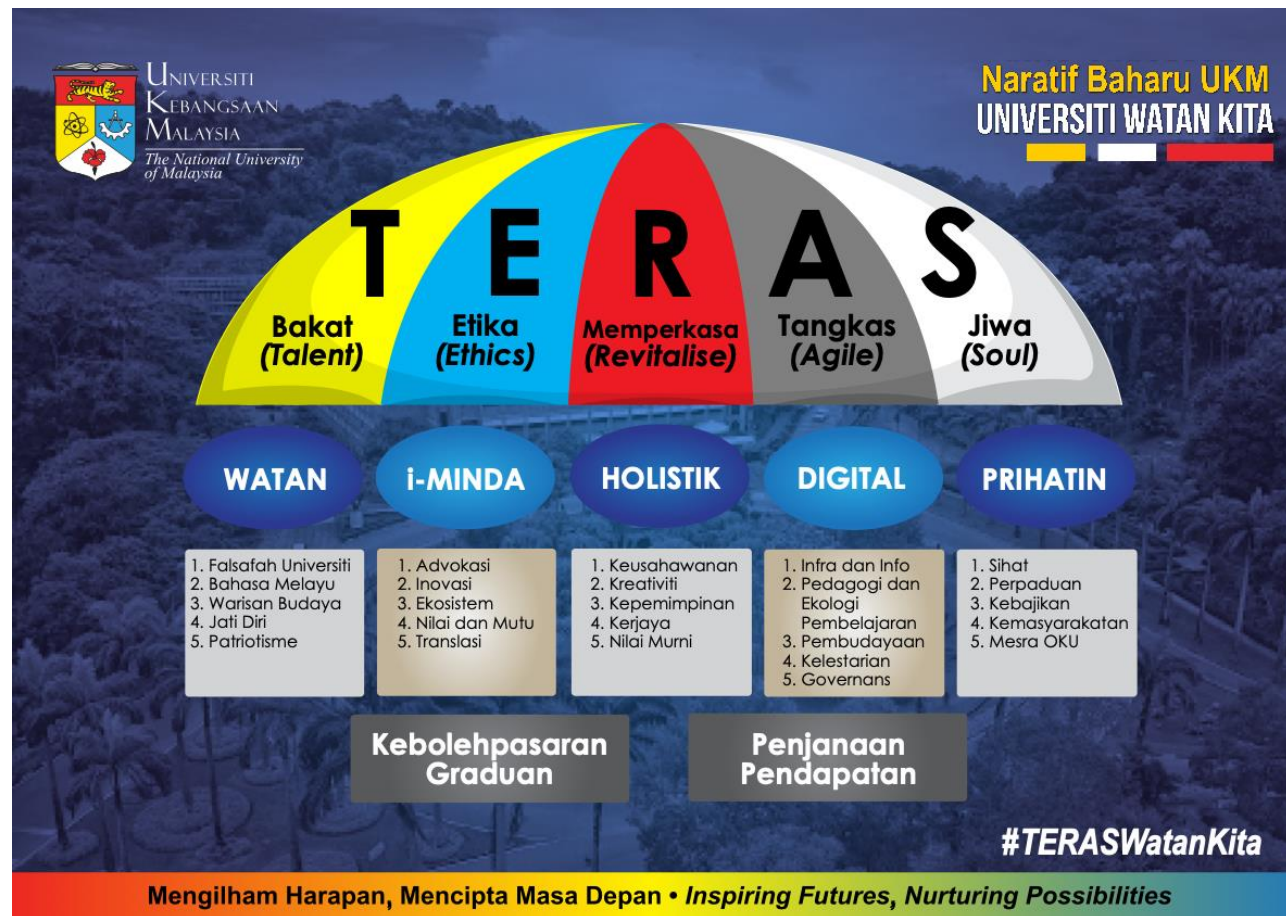 UNIVERSITI
KEBANGSAAN
MALAYSIA
The National University
of Malaysia
Naratif Baharu UKM
UNIVERSITI WATAN KITA
T E R A S
Bakat
(Talent)
Etika
(Ethics)
Memperkasa
(Revitalise)
Tangkas
(Agile)
Jiwa
(Soul)
WATAN
i-MINDA
HOLISTIK
DIGITAL
PRIHATIN
1. Falsafah Universiti
2. Bahasa Melayu
3. Warisan Budaya
4. Jati Diri
5. Patriotisme
1. Advokasi
2. Inovasi
3. Ekosistem
4. Nilai dan Mutu
5. Translasi
1. Keusahawanan
2. Kreativiti
3. Kepemimpinan
4. Kerjaya
5. Nilai Murni
1. Infra dan Info
2. Pedagogi dan
Ekologi
Pembelajaran
3. Pembudayaan
4. Kelestarian
5. Governans
1. Sihat
2. Perpaduan
3. Kebajikan
4. Kemasyarakatan
5. Mesra OKU
Kebolehpasaran
Graduan
Penjanaan
Pendapatan
#TERASWatanKita
Mengilham Harapan, Mencipta Masa Depan • Inspiring Futures, Nurturing Possibilities